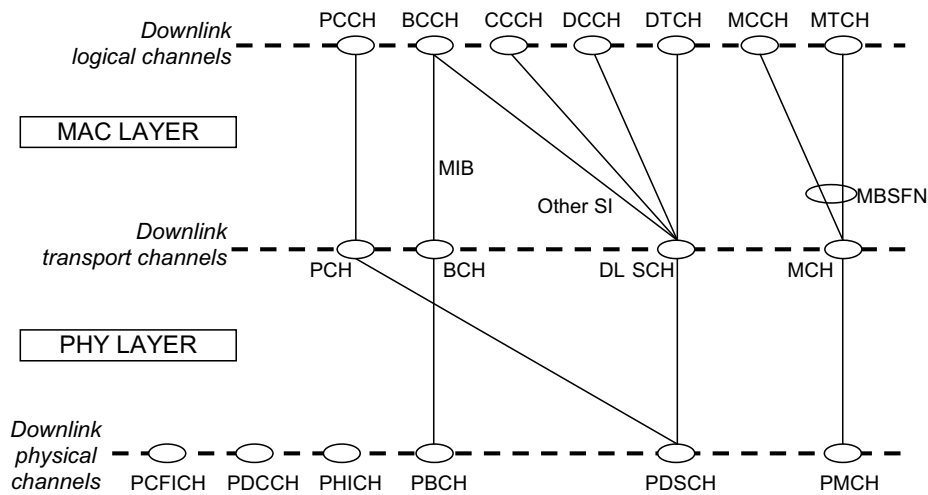 PCCH BCCH CCCH DCCH DTCH MCCH MTCH
Downlink
logical channels
MAC LAYER
MIB
Other SI
MBSFN
Downlink
transport channels
PCH BCH DL SCH MCH
PHY LAYER
Downlink
physical
channels
PCFICH PDCCH PHICH PBCH PDSCH PMCH